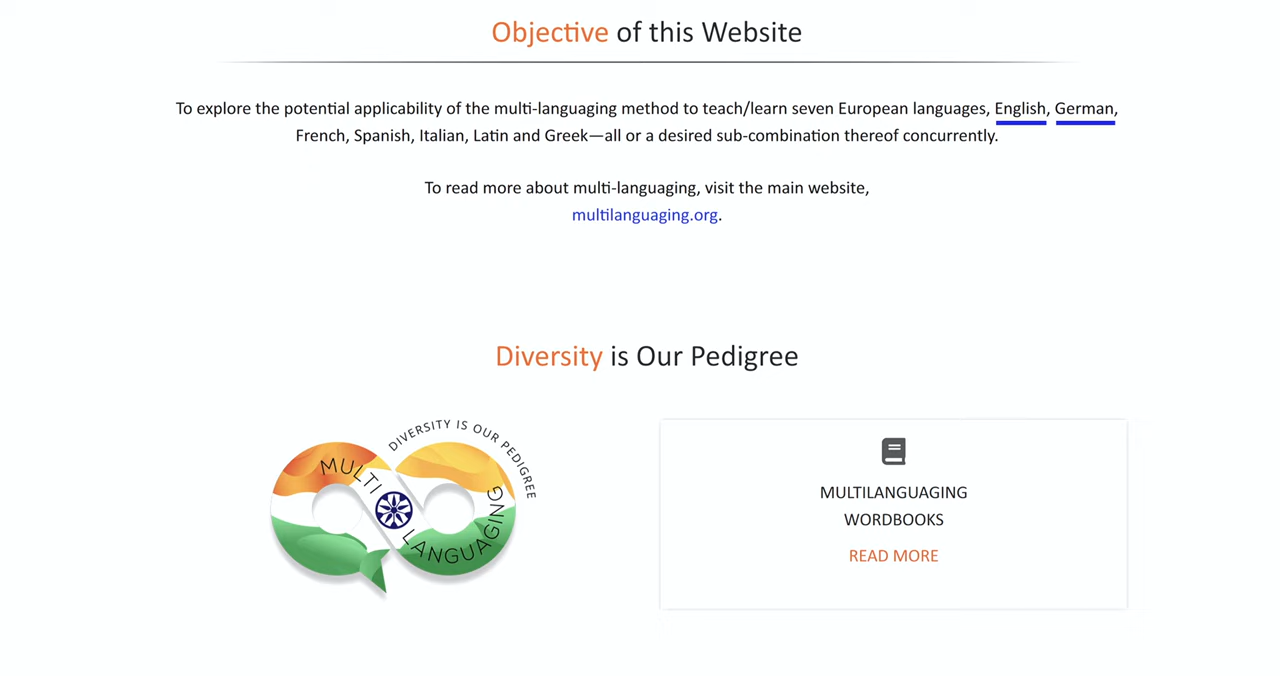 Objective of this Website
To explore the potential applicability of the multi-languaging method to teach/learn seven European languages, English, German,
French, Spanish, Italian, Latin and Greek—all or a desired sub-combination thereof concurrently.
To read more about multi-languaging, visit the main website,
multilanguaging.org.
Diversity is Our Pedigree
DIVERSITY IS OUR PEDIGREE
MULTI
LANGUAGING
MULTILANGUAGING
WORDBOOKS
READ MORE